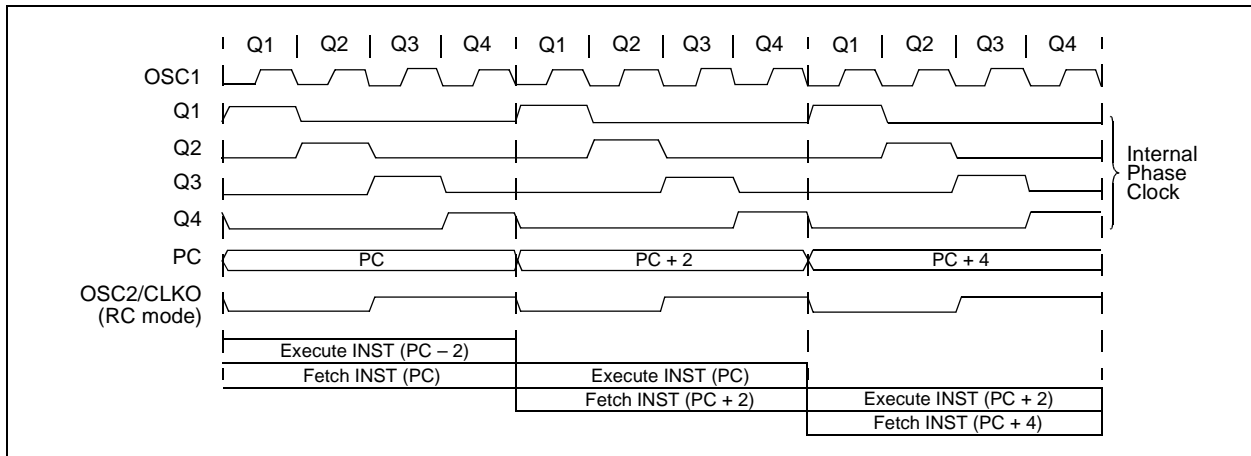 Q1 | Q2 | Q3 | Q4 | Q1 | Q2 | Q3 | Q4 | Q1 | Q2 | Q3 | Q4
OSC1
Q1
Q2
Q3
Q4
Internal
Phase
Clock
PC
PC
PC + 2
PC + 4
OSC2/CLKO
(RC mode)
Execute INST (PC – 2)
Fetch INST (PC)
Execute INST (PC)
Fetch INST (PC + 2)
Execute INST (PC + 2)
Fetch INST (PC + 4)